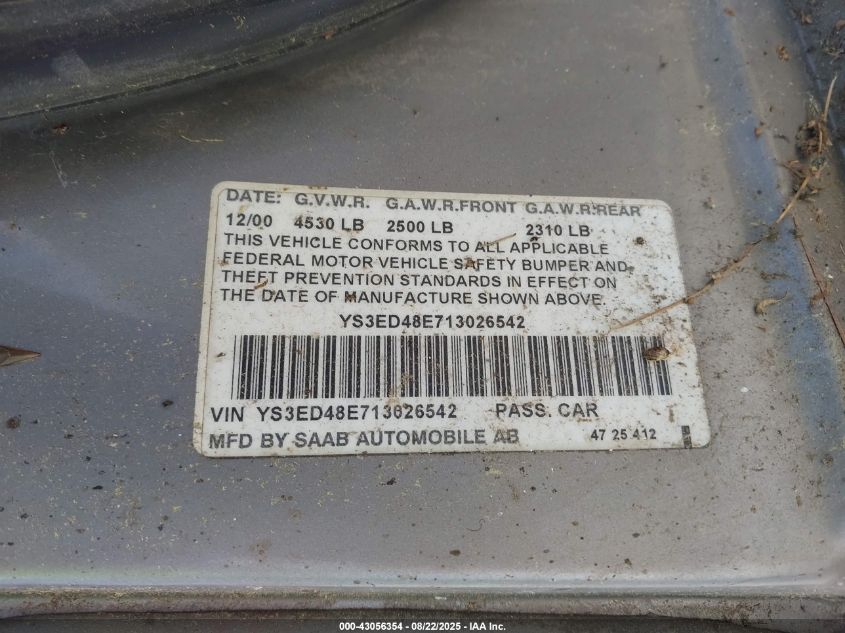 DATE: G.V.W.R. G.A.W.R.FRONT G.A.W.R.REAR
12/00 4530 LB 2500 LB 2310 LB
THIS VEHICLE CONFORMS TO ALL APPLICABLE
FEDERAL MOTOR VEHICLE SAFETY BUMPER AND
THEFT PREVENTION STANDARDS IN EFFECT ON
THE DATE OF MANUFACTURE SHOWN ABOVE.
YS3ED48E713026542
VIN YS3ED48E713026542 PASS. CAR
MFD BY SAAB AUTOMOBILE AB 47 25 412
000-43056354 - 08/22/2025 - IAA Inc.